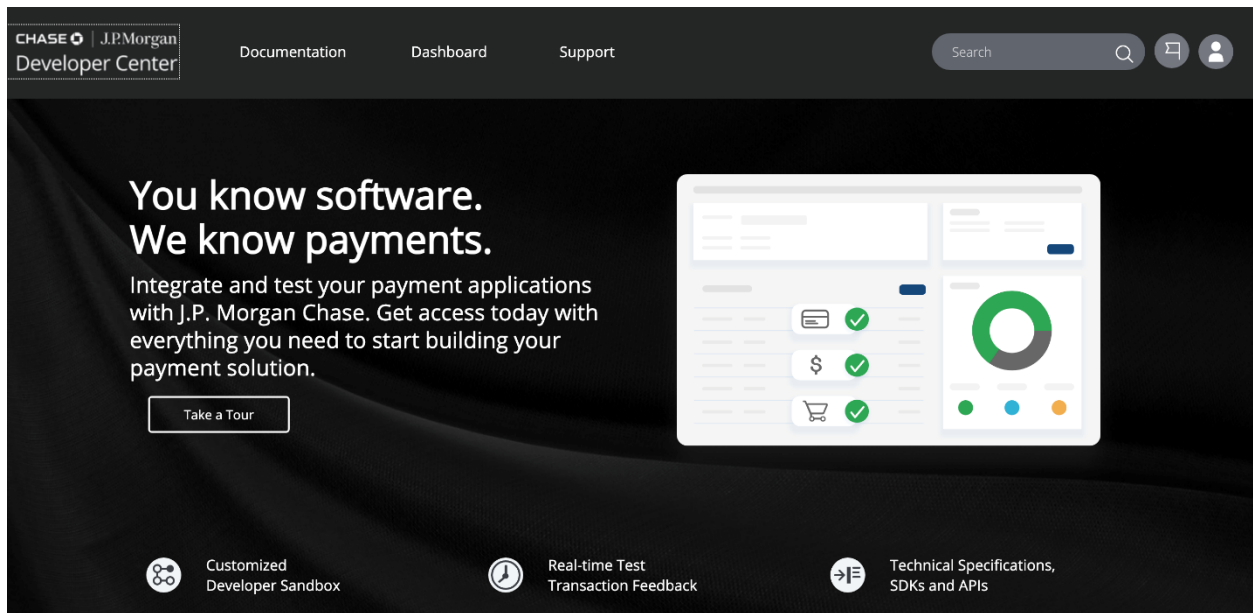 CHASE | J.P.Morgan
Developer Center
Documentation
Dashboard
Support
Search
You know software.
We know payments.
Integrate and test your payment applications
with J.P. Morgan Chase. Get access today with
everything you need to start building your
payment solution.
Take a Tour
$
Customized
Developer Sandbox
Real-time Test
Transaction Feedback
Technical Specifications,
SDKs and APIs